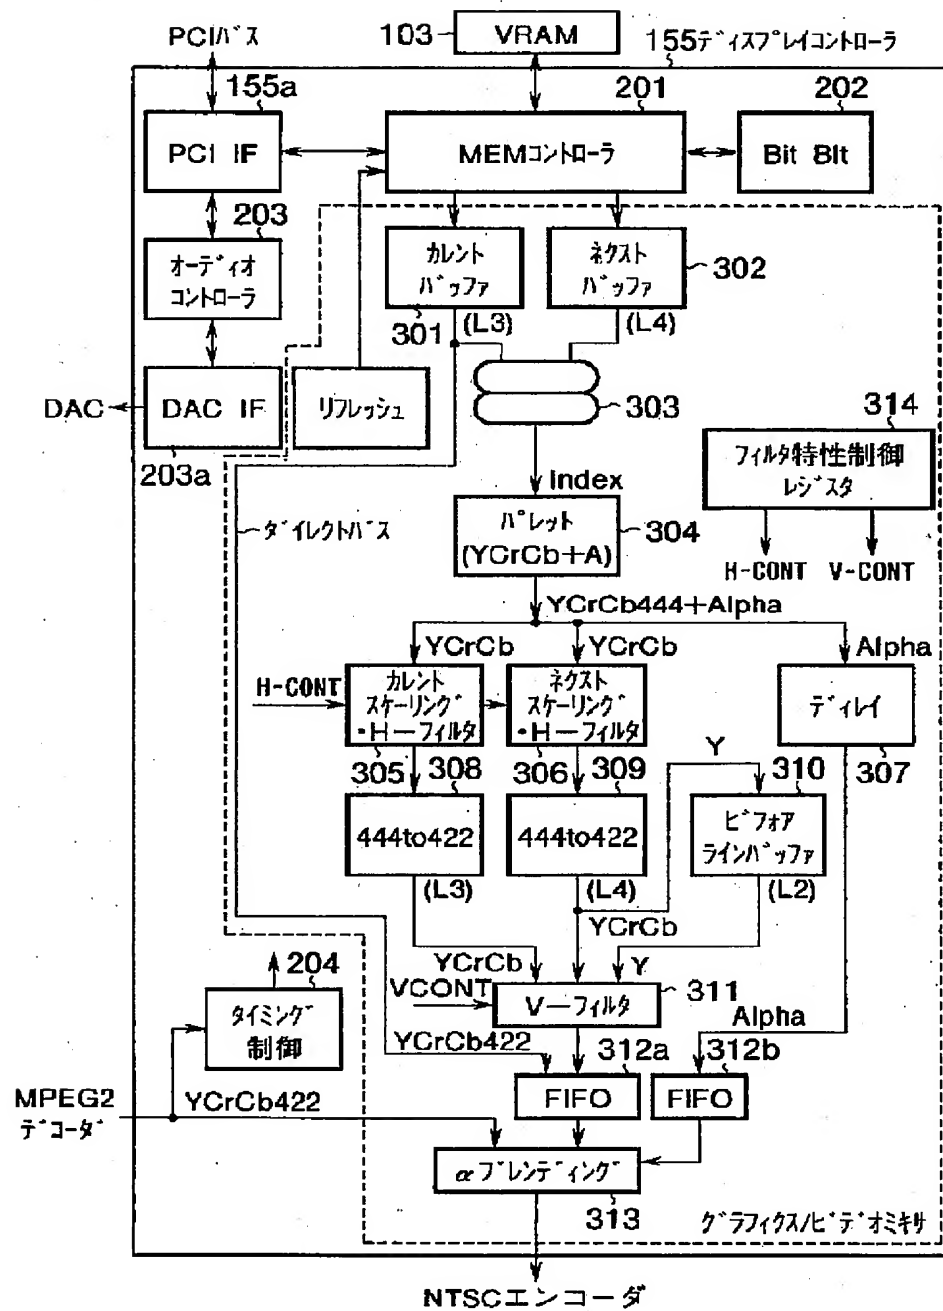 PCIバス
103
VRAM
155ディスプレイコントローラ
155a
201
202
PCI IF
MEMコントローラ
Bit Blt
203
オーディオ
コントローラ
カレント
バッファ
ネクスト
バッファ
302
301
(L3)
(L4)
DAC
DAC IF
リフレッシュ
303
203a
314
フィルタ特性制御
レジスタ
Index
ダイレクトパス
パレット
(YCrCb+A)
304
H-CONT
V-CONT
YCrCb444+Alpha
YCrCb
YCrCb
Alpha
H-CONT
カレント
スケーリング
・H－フィルタ
ネクスト
スケーリング
・H－フィルタ
ディレイ
305
308
306
309
Y
310
307
444to422
444to422
ビフォア
ラインバッファ
(L3)
(L4)
(L2)
YCrCb
YCrCb
Y
204
VCONT
V－フィルタ
311
タイミング
制御
YCrCb422
Alpha
312a
312b
MPEG2
デコーダ
YCrCb422
FIFO
FIFO
αブレンディング
313
グラフィクス/ビデオミキサ
NTSCエンコーダ